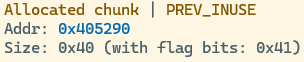 Allocated chunk | PREV_INUSE
Addr: 0x405290
Size: 0x40 (with flag bits: 0x41)